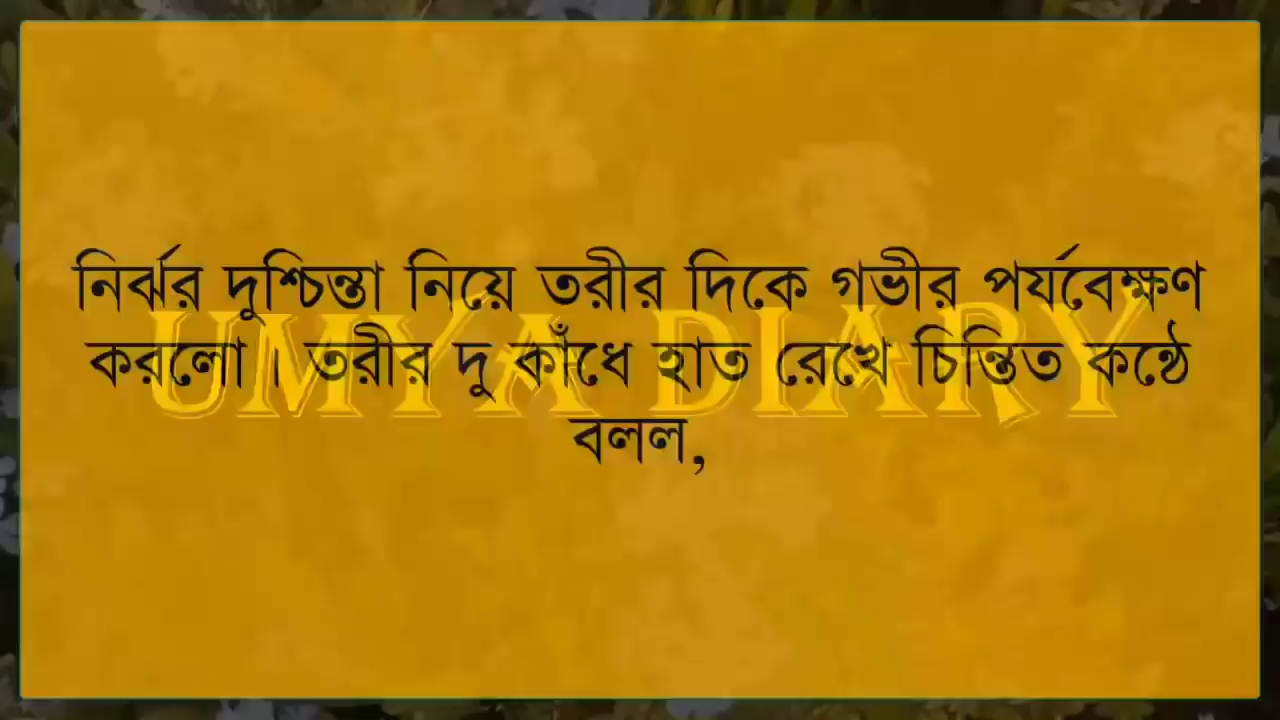 নির্ঝর দুশ্চিন্তা নিয়ে তরীর দিকে গভীর পর্যবেক্ষণ
করলো । তরীর দু কাঁধে হাত রেখে চিন্তিত কন্ঠে
বলল,
UMYA DIARY